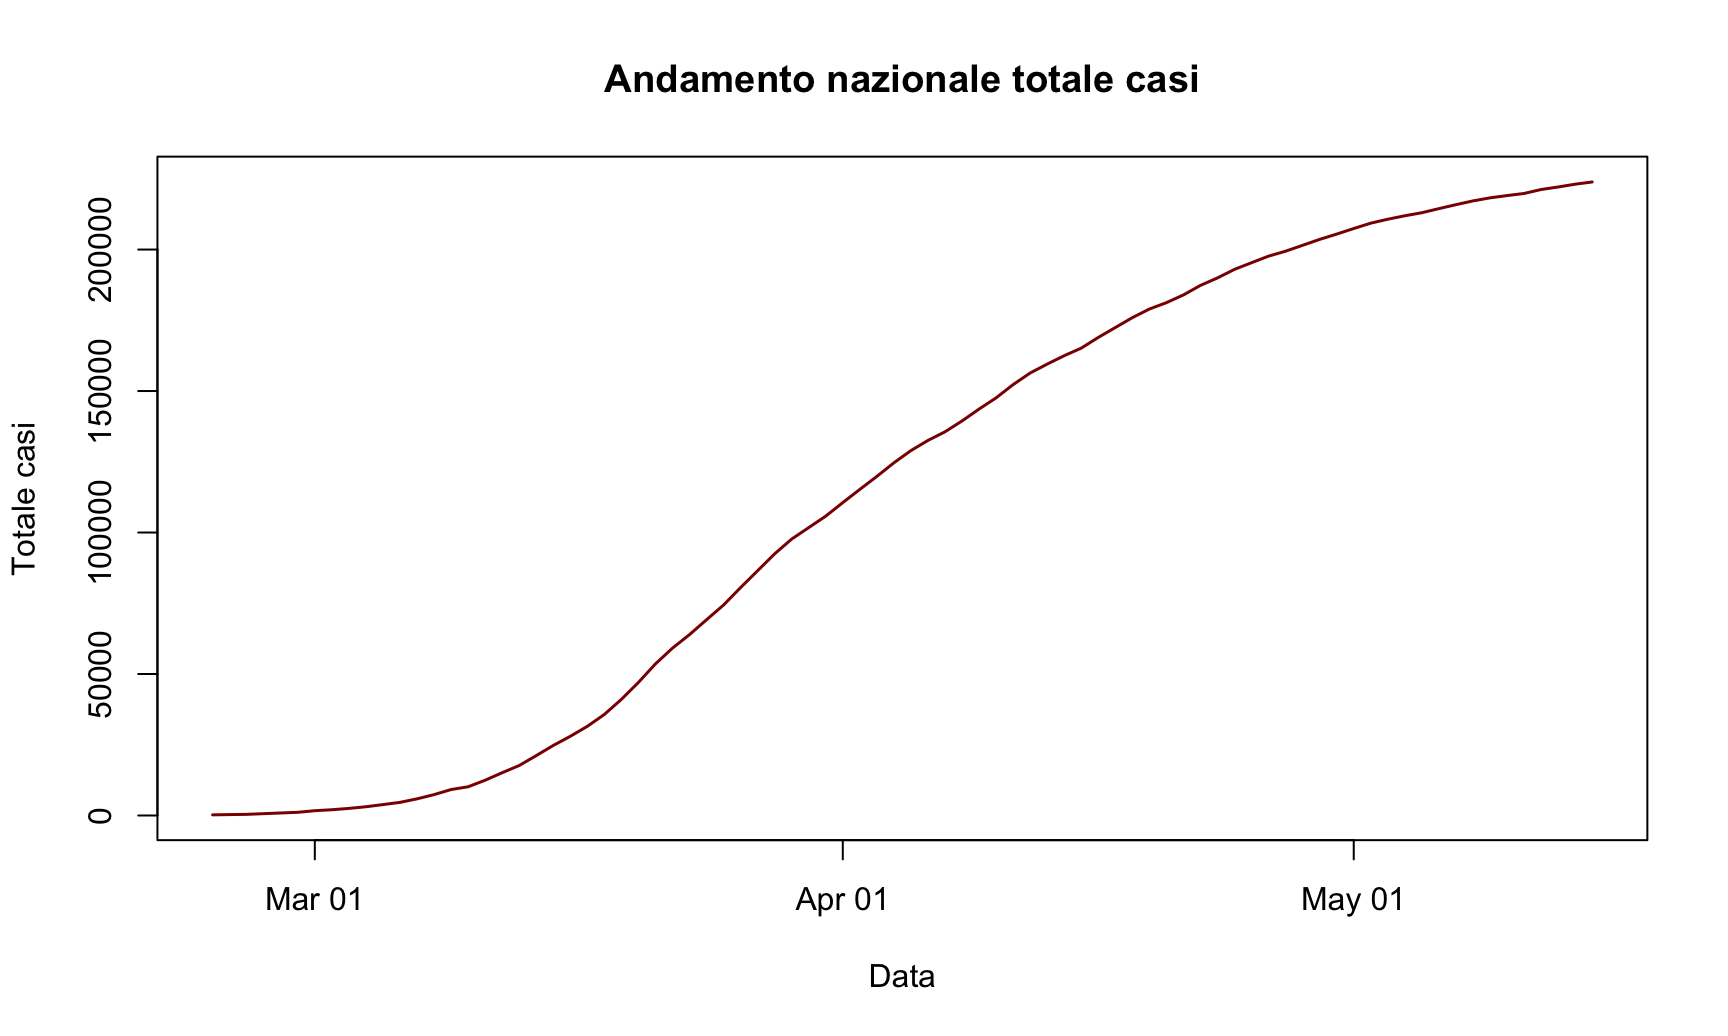 Andamento nazionale totale casi
Totale casi
200000
150000
100000
50000
0
Mar 01
Apr 01
May 01
Data